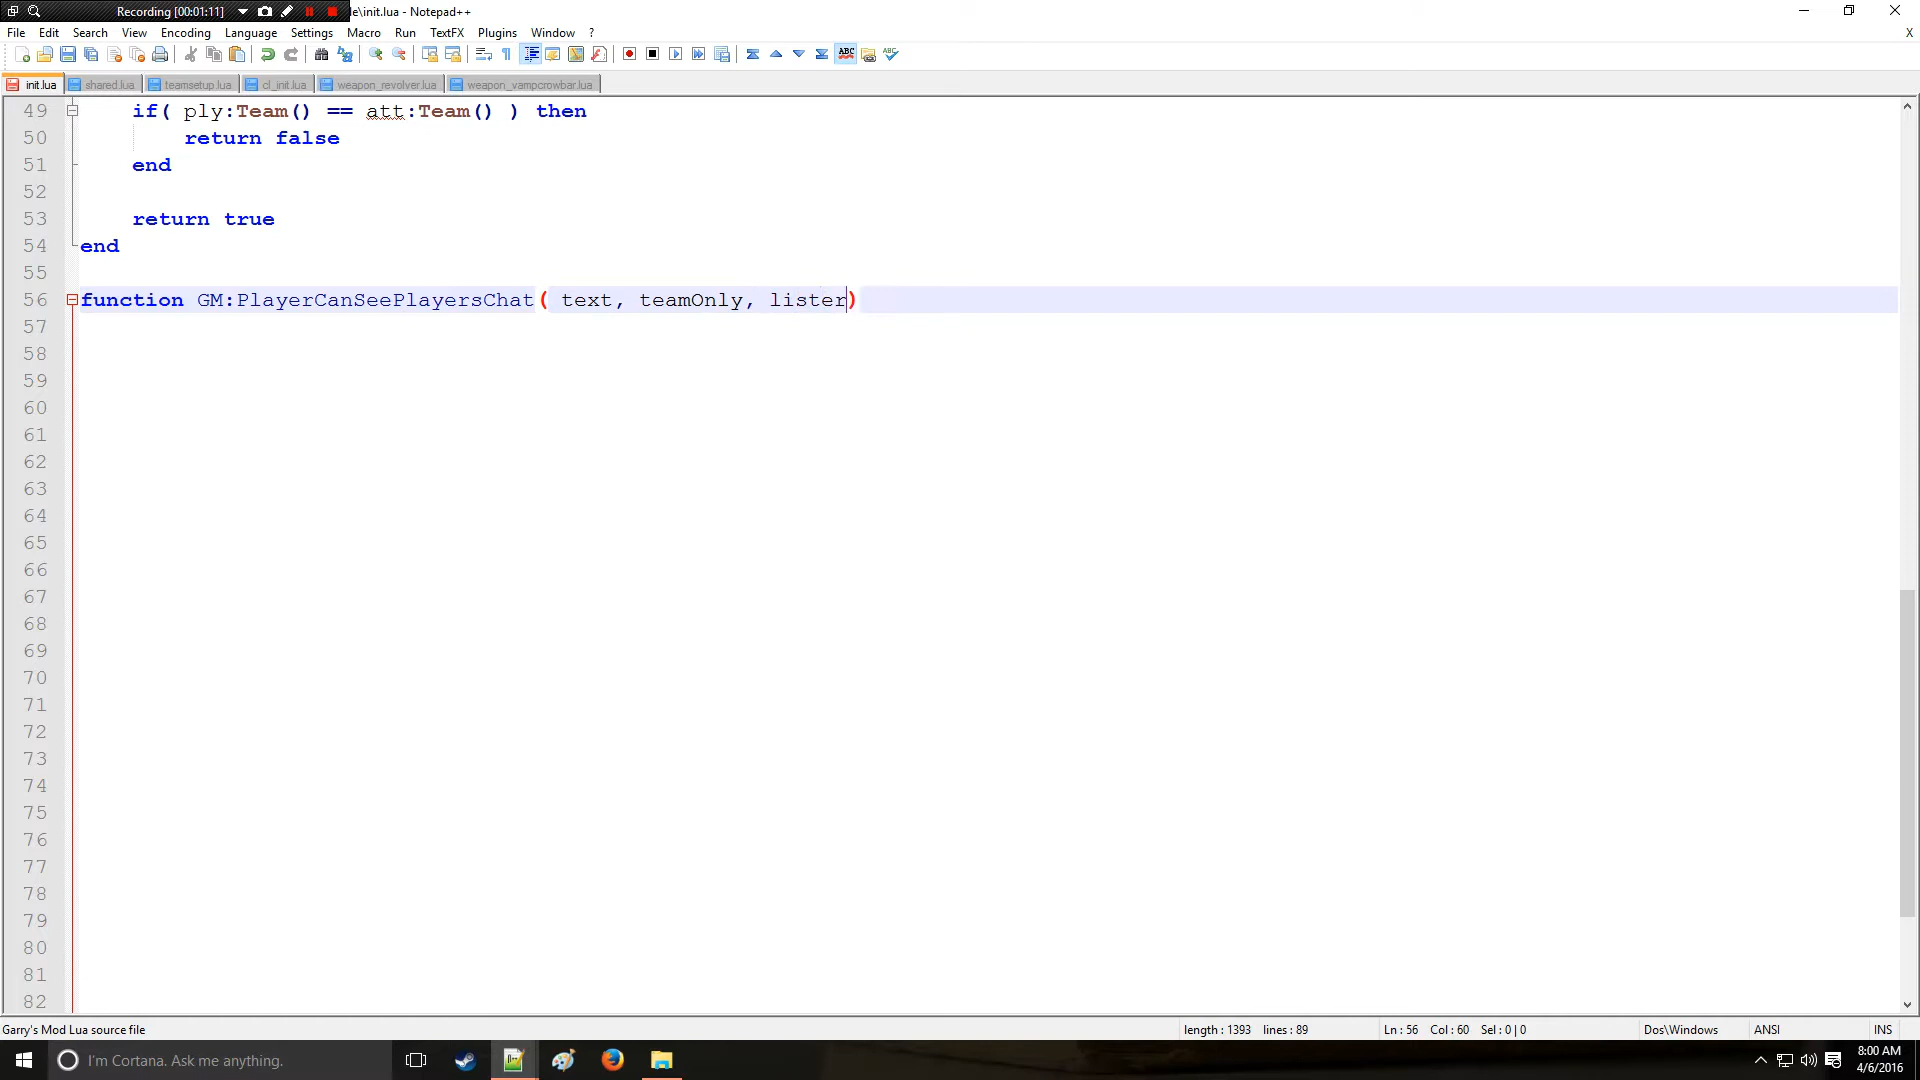 Recording [00:01:11]
le\init.lua - Notepad++
File Edit Search View Encoding Language Settings Macro Run TextFX Plugins Window ? X
init.lua shared.lua teamsetup.lua cl_init.lua weapon_revolver.lua weapon_vampcrowbar.lua
49 if( ply:Team() == att:Team() ) then
50 return false
51 end
52
53 return true
54 end
55
56 function GM:PlayerCanSeePlayersChat( text, teamOnly, lister)
57
58
59
60
61
62
63
64
65
66
67
68
69
70
71
72
73
74
75
76
77
78
79
80
81
82
Garry's Mod Lua source file length : 1393 lines : 89 Ln : 56 Col : 60 Sel : 0 | 0 Dos\Windows ANSI INS
I'm Cortana. Ask me anything.
8:00 AM
4/6/2016